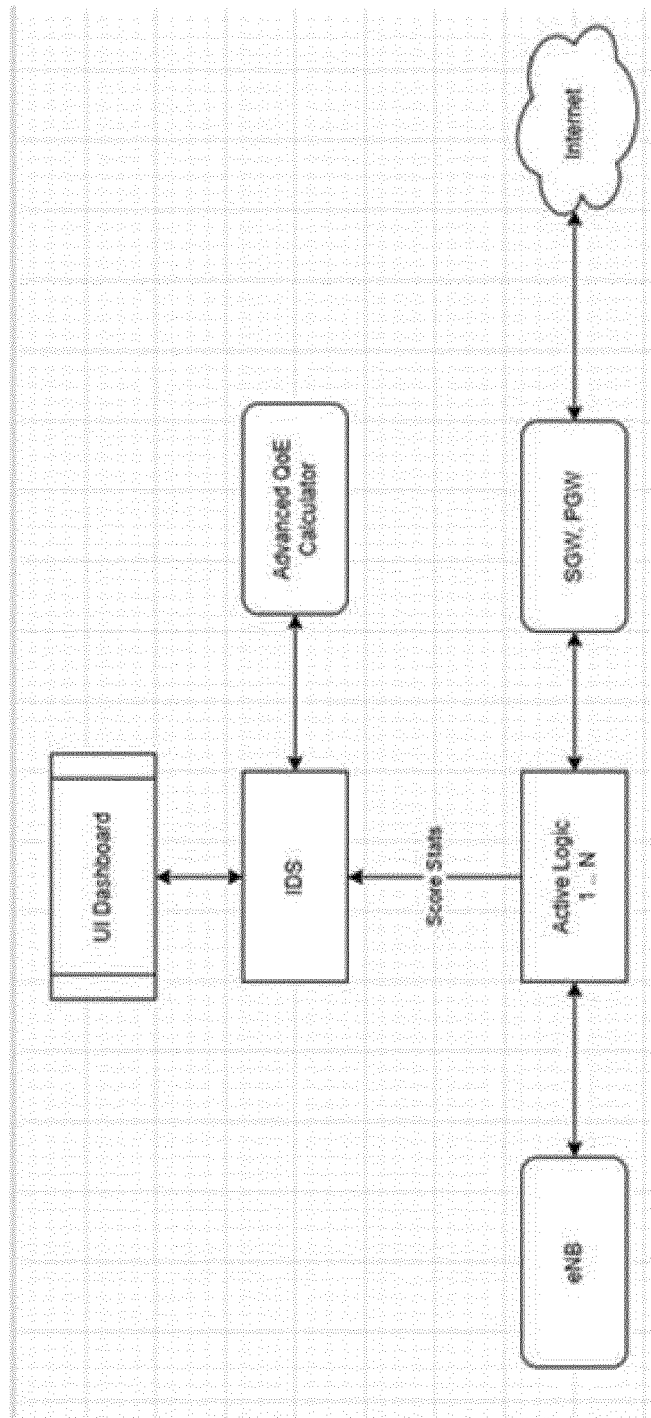 UI Dashboard
IDS
Advanced QoE
Calculator
Score Stats
eNB
Active Logic
1 .. N
SGW, PGW
Internet